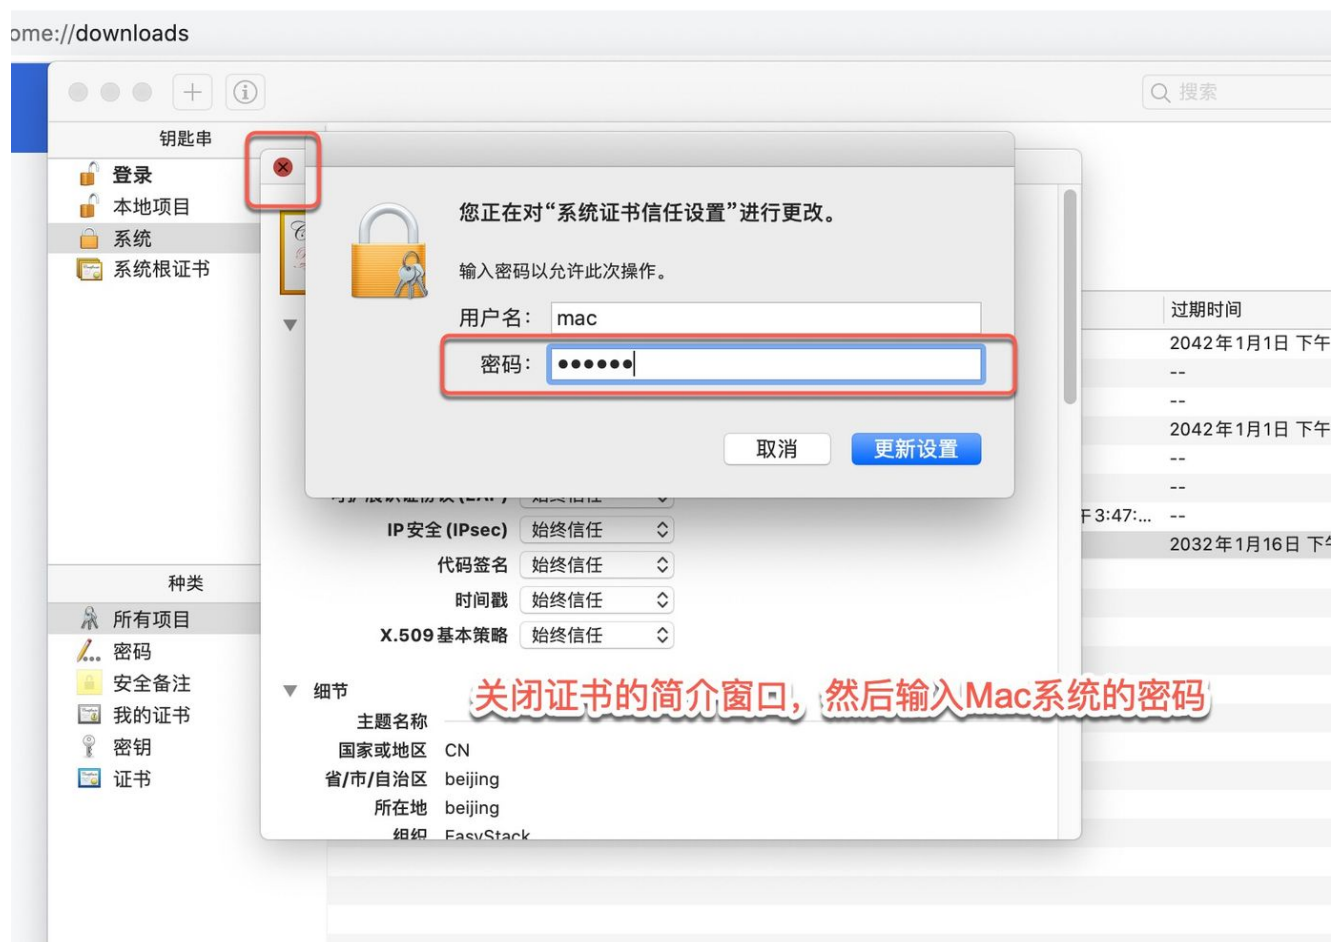 ome://downloads
搜索
钥匙串
登录
本地项目
系统
系统根证书
您正在对“系统证书信任设置”进行更改。
输入密码以允许此次操作。
用户名： mac
密码： ●●●●●●
取消 更新设置
过期时间
2042年1月1日 下午
--
--
2042年1月1日 下午
--
--
午3:47:... --
2032年1月16日 下午
IP安全 (IPsec) 始终信任
代码签名 始终信任
时间戳 始终信任
X.509基本策略 始终信任
种类
所有项目
密码
安全备注
我的证书
密钥
证书
细节
关闭证书的简介窗口，然后输入Mac系统的密码
主题名称
国家或地区 CN
省/市/自治区 beijing
所在地 beijing
组织 EasyStack